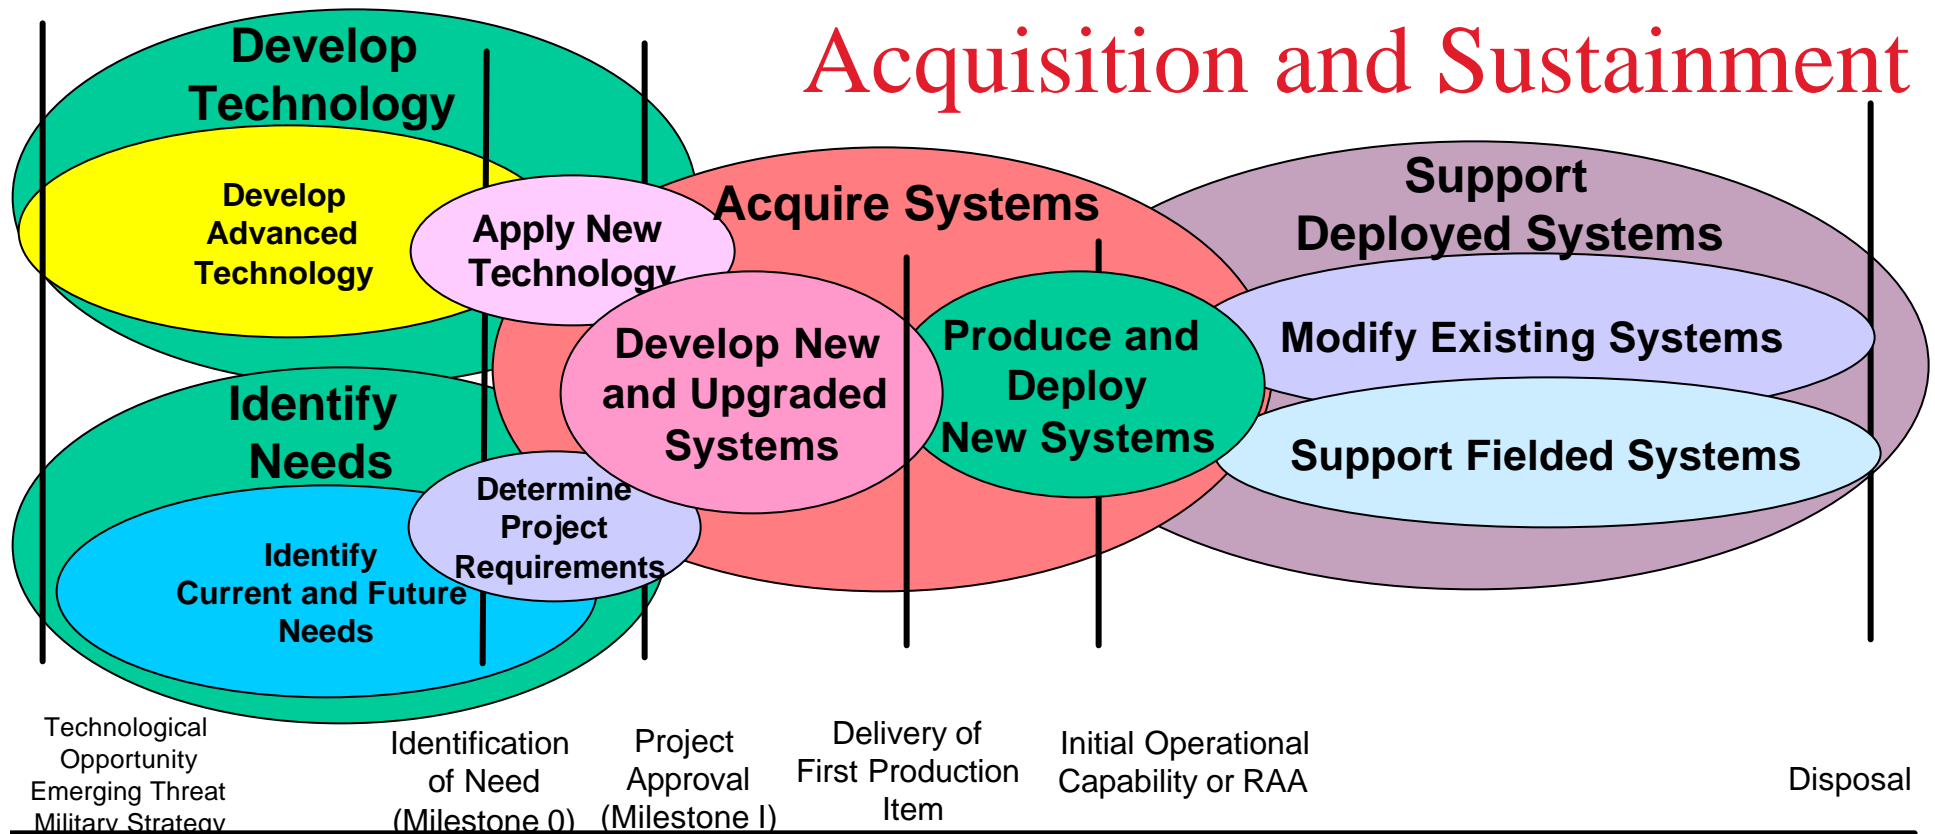 Acquisition and Sustainment
Develop
Technology
Develop
Advanced
Technology
Apply New
Technology
Acquire Systems
Support
Deployed Systems
Develop New
and Upgraded
Systems
Produce and
Deploy
New Systems
Modify Existing Systems
Support Fielded Systems
Identify
Needs
Determine
Project
Requirements
Identify
Current and Future
Needs
Technological
Opportunity
Emerging Threat
Military Strategy
Identification
of Need
(Milestone 0)
Project
Approval
(Milestone I)
Delivery of
First Production
Item
Initial Operational
Capability or RAA
Disposal